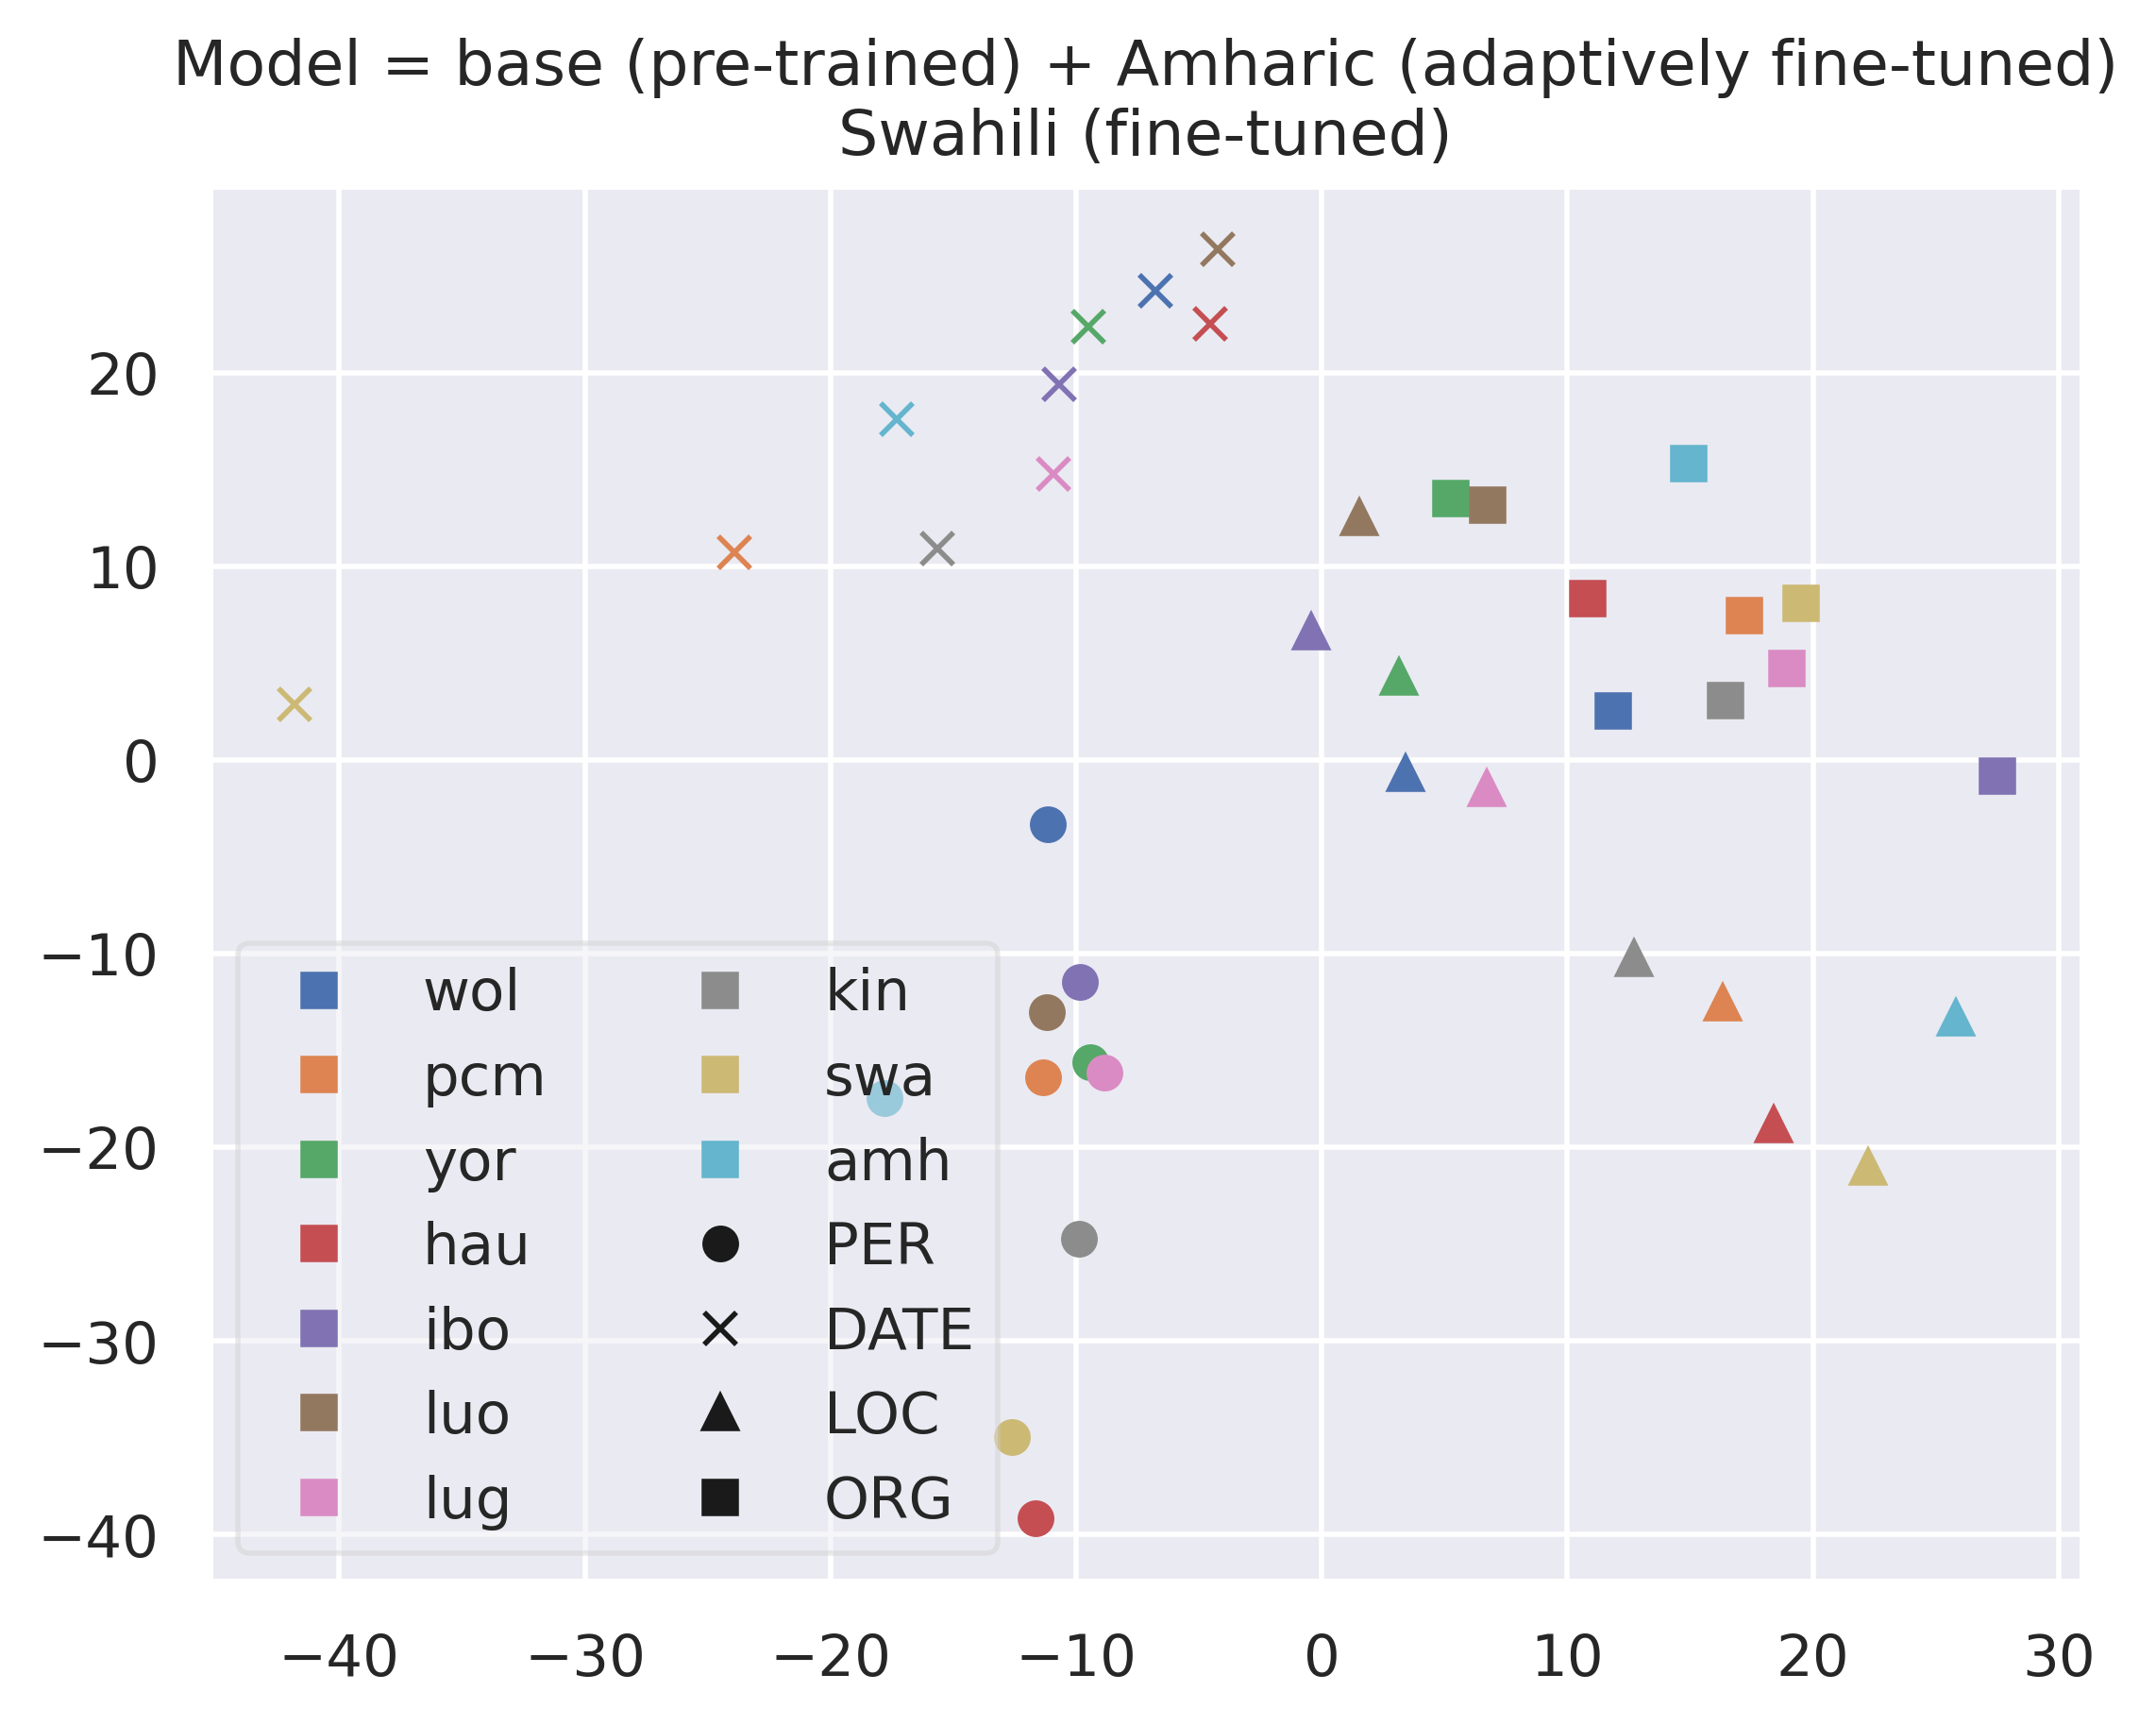 Model = base (pre-trained) + Amharic (adaptively fine-tuned)
Swahili (fine-tuned)
20
10
0
−10
−20
−30
−40
wol
pcm
yor
hau
ibo
luo
lug
kin
swa
amh
PER
DATE
LOC
ORG
−40 −30 −20 −10 0 10 20 30